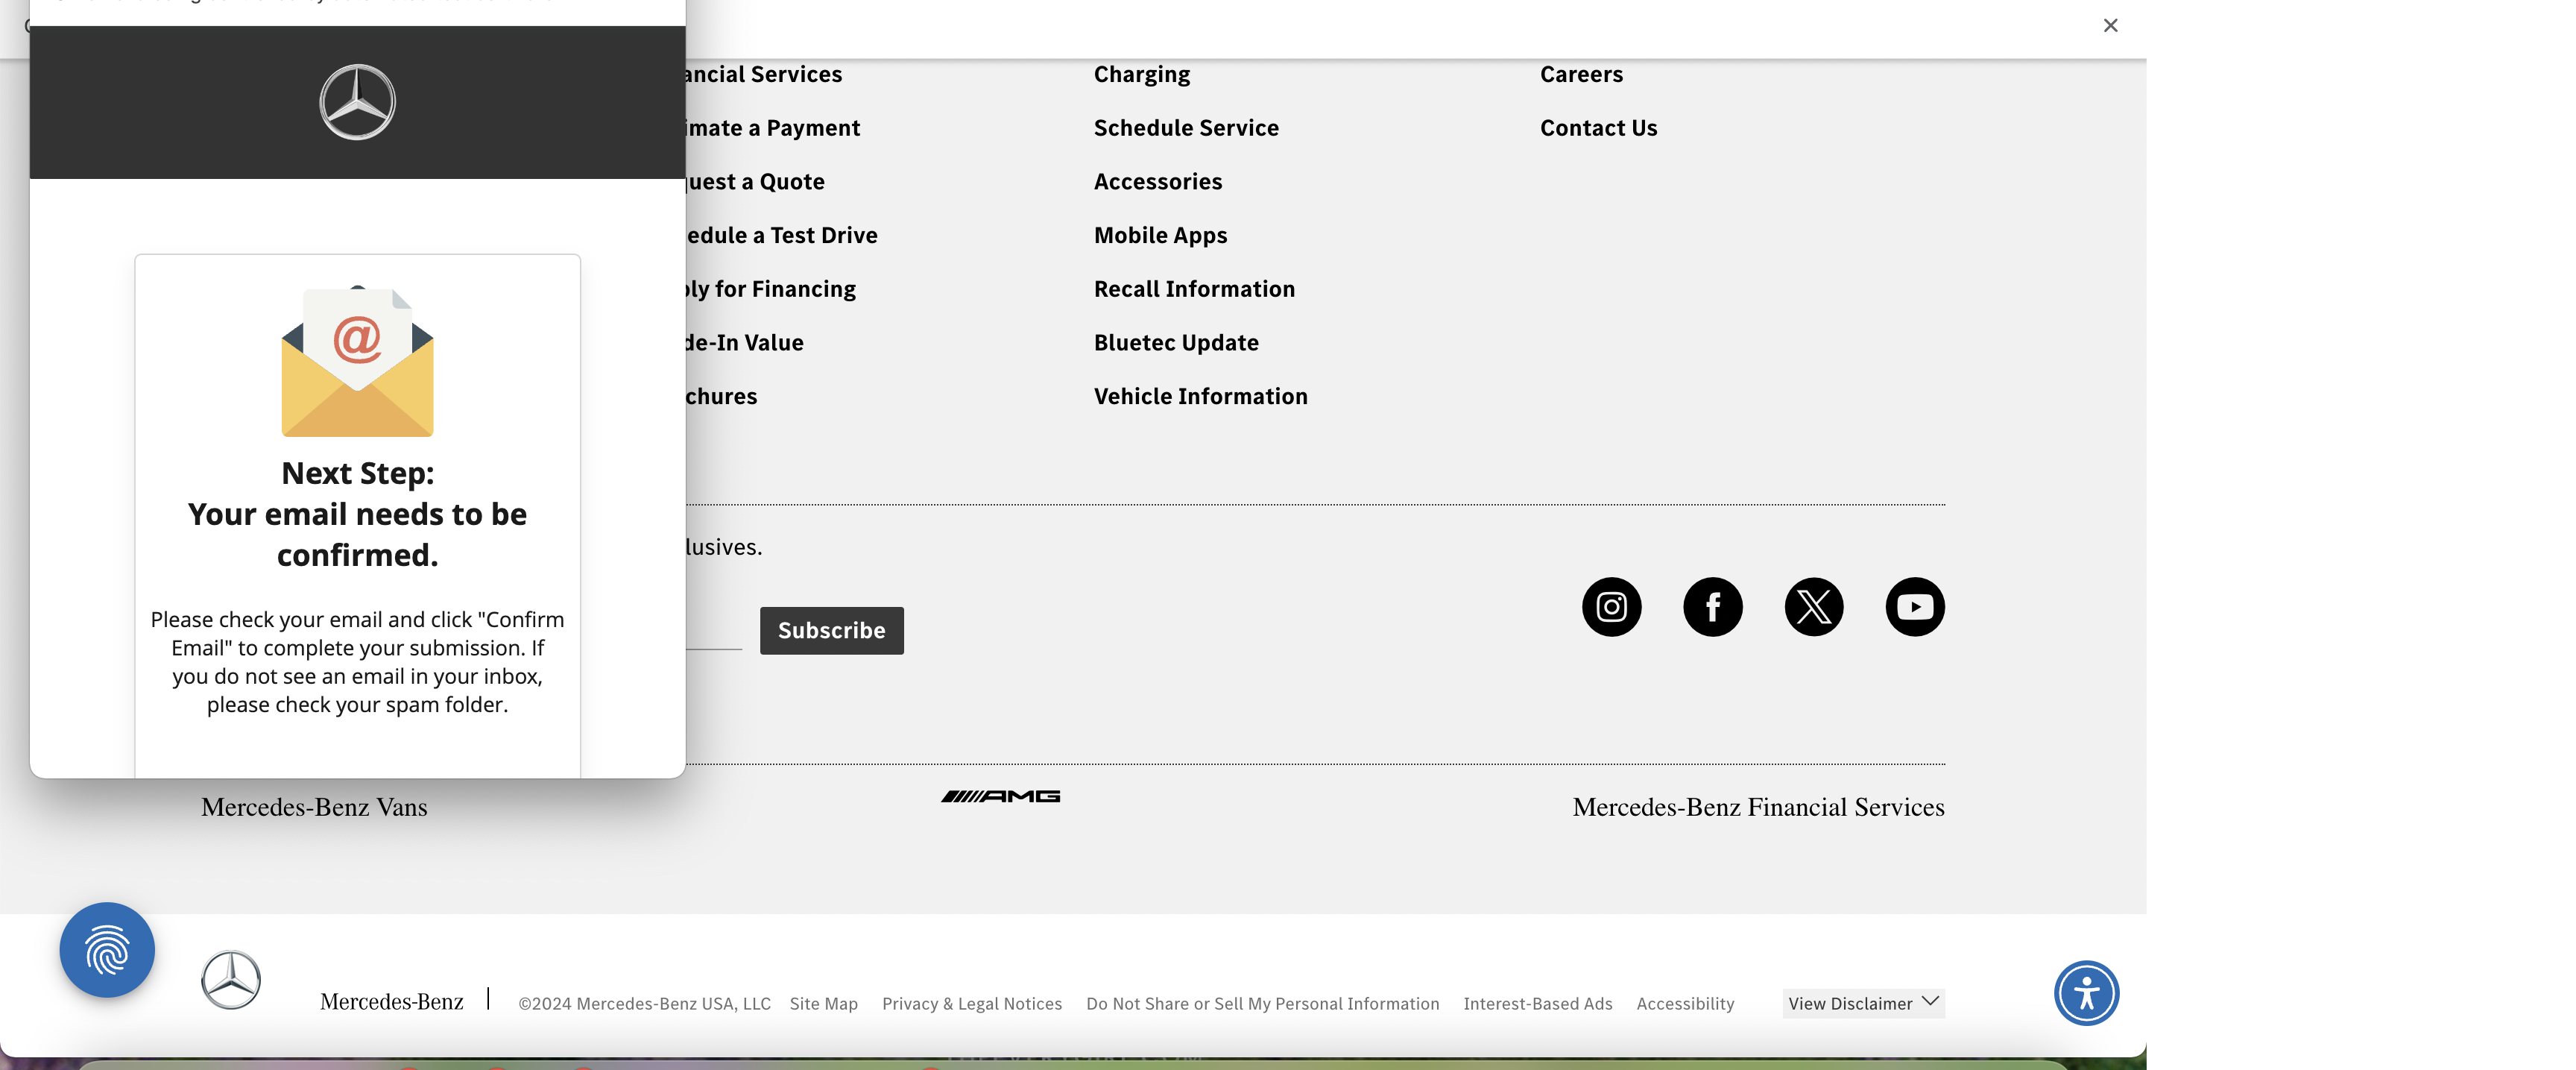 Next Step:
Your email needs to be
confirmed.
Please check your email and click "Confirm
Email" to complete your submission. If
you do not see an email in your inbox,
please check your spam folder.
ancial Services
imate a Payment
uest a Quote
edule a Test Drive
ly for Financing
de-In Value
chures
Charging
Schedule Service
Accessories
Mobile Apps
Recall Information
Bluetec Update
Vehicle Information
Careers
Contact Us
lusives.
Subscribe
Mercedes-Benz Vans
AMG
Mercedes-Benz Financial Services
Mercedes-Benz
©2024 Mercedes-Benz USA, LLC
Site Map
Privacy & Legal Notices
Do Not Share or Sell My Personal Information
Interest-Based Ads
Accessibility
View Disclaimer